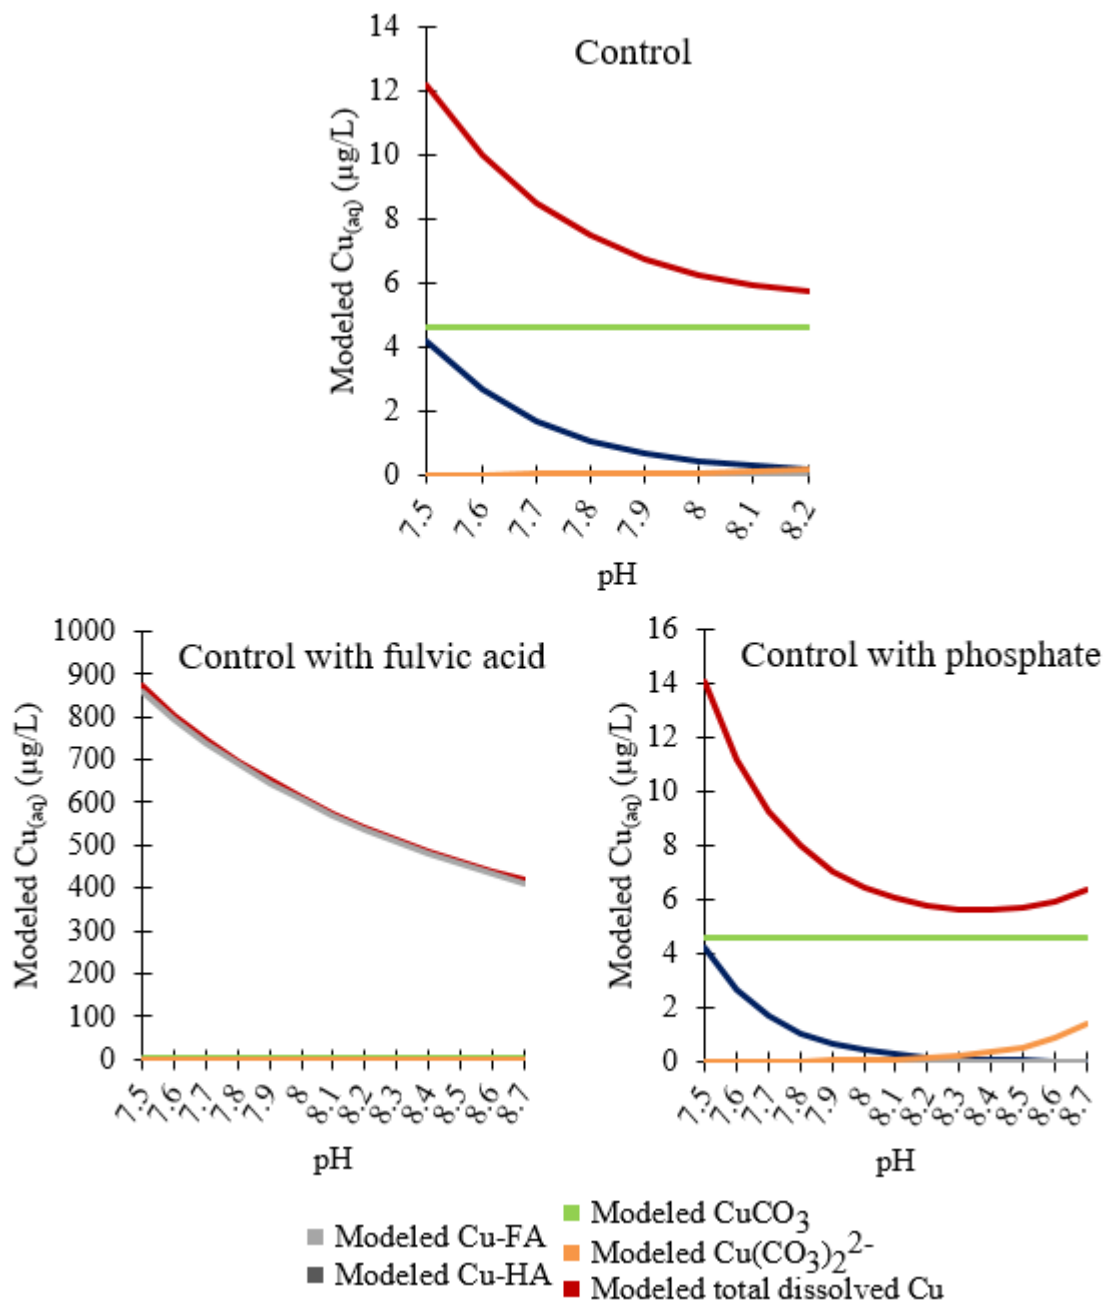 Control
Modeled Cu(aq) (µg/L)
14
12
10
8
6
4
2
0
7.5 7.6 7.7 7.8 7.9 8 8.1 8.2
pH
Control with fulvic acid
Modeled Cu(aq) (µg/L)
1000
900
800
700
600
500
400
300
200
100
0
7.5 7.6 7.7 7.8 7.9 8 8.1 8.2 8.3 8.4 8.5 8.6 8.7
pH
Control with phosphate
Modeled Cu(aq) (µg/L)
16
14
12
10
8
6
4
2
0
7.5 7.6 7.7 7.8 7.9 8 8.1 8.2 8.3 8.4 8.5 8.6 8.7
pH
Modeled Cu-FA
Modeled Cu-HA
Modeled CuCO₃
Modeled Cu(CO₃)₂²⁻
Modeled total dissolved Cu